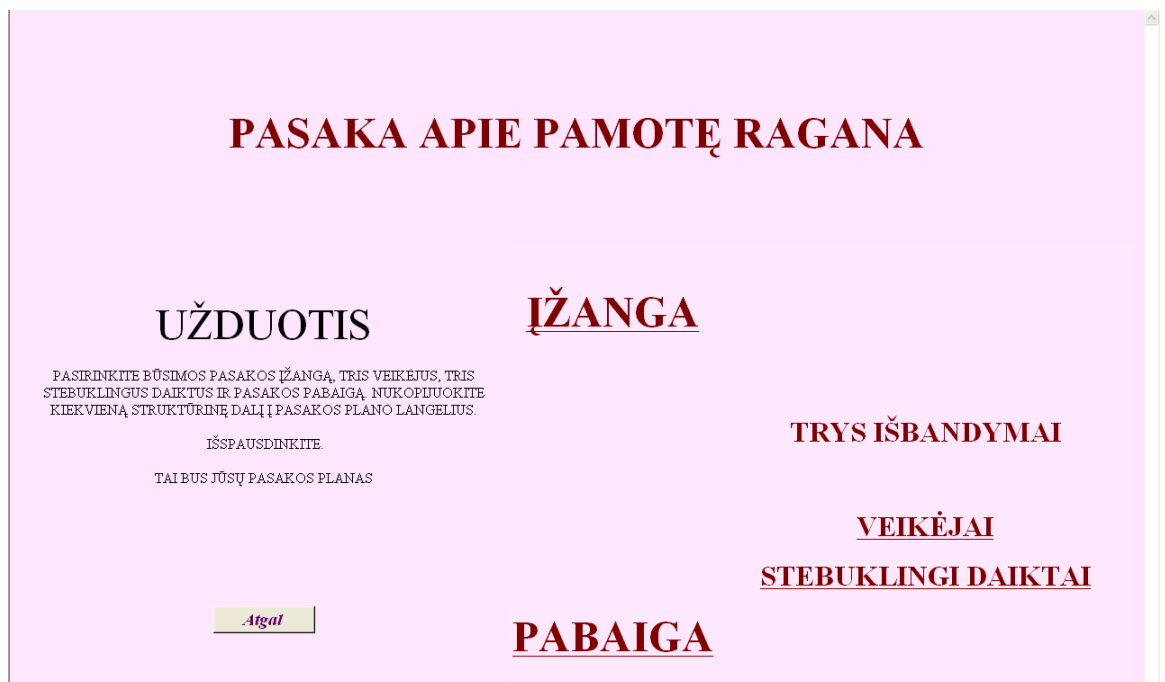 PASAKA APIE PAMOTĘ RAGANA
UŽDUOTIS
PASIRINKITE BŪSIMOS PASAKOS ĮŽANGĄ, TRIS VEIKĖJUS, TRIS
STEBUKLINGUS DAIKTUS IR PASAKOS PABAIGĄ. NUKOPIJUOKITE
KIEKVIENĄ STRUKTŪRINĘ DALĮ Į PASAKOS PLANO LANGELIUS.
IŠSPAUSDINKITE.
TAI BUS JŪSŲ PASAKOS PLANAS
Atgal
ĮŽANGA
TRYS IŠBANDYMAI
VEIKĖJAI
STEBUKLINGI DAIKTAI
PABAIGA